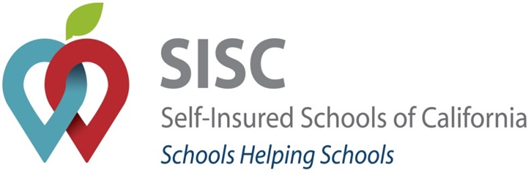 SISC
Self-Insured Schools of California
Schools Helping Schools